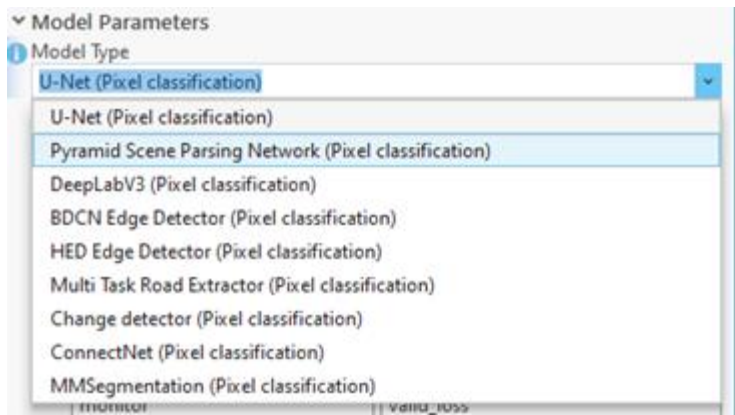 Model Parameters
Model Type
U-Net (Pixel classification)
U-Net (Pixel classification)
Pyramid Scene Parsing Network (Pixel classification)
DeepLabV3 (Pixel classification)
BDCN Edge Detector (Pixel classification)
HED Edge Detector (Pixel classification)
Multi Task Road Extractor (Pixel classification)
Change detector (Pixel classification)
ConnectNet (Pixel classification)
MMSegmentation (Pixel classification)
monitor valid_loss